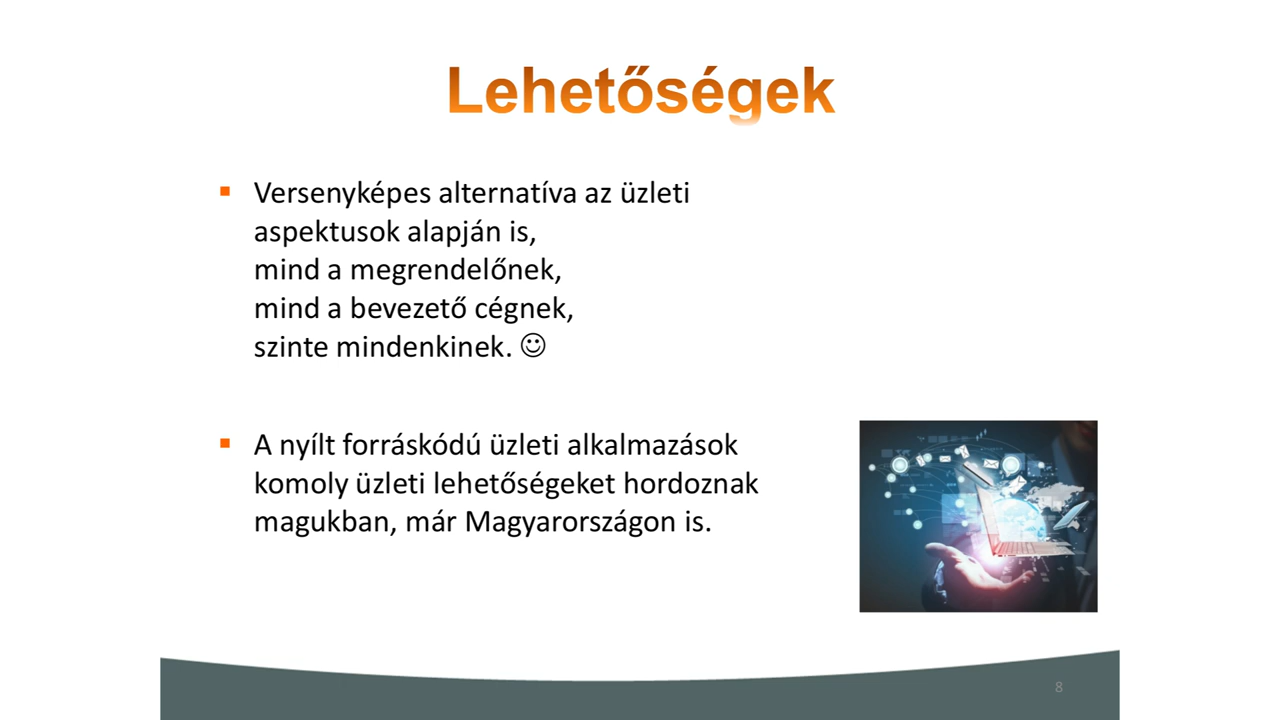 Lehetőségek
▪ Versenyképes alternatíva az üzleti
aspektusok alapján is,
mind a megrendelőnek,
mind a bevezető cégnek,
szinte mindenkinek. ☺
▪ A nyílt forráskódú üzleti alkalmazások
komoly üzleti lehetőségeket hordoznak
magukban, már Magyarországon is.
8